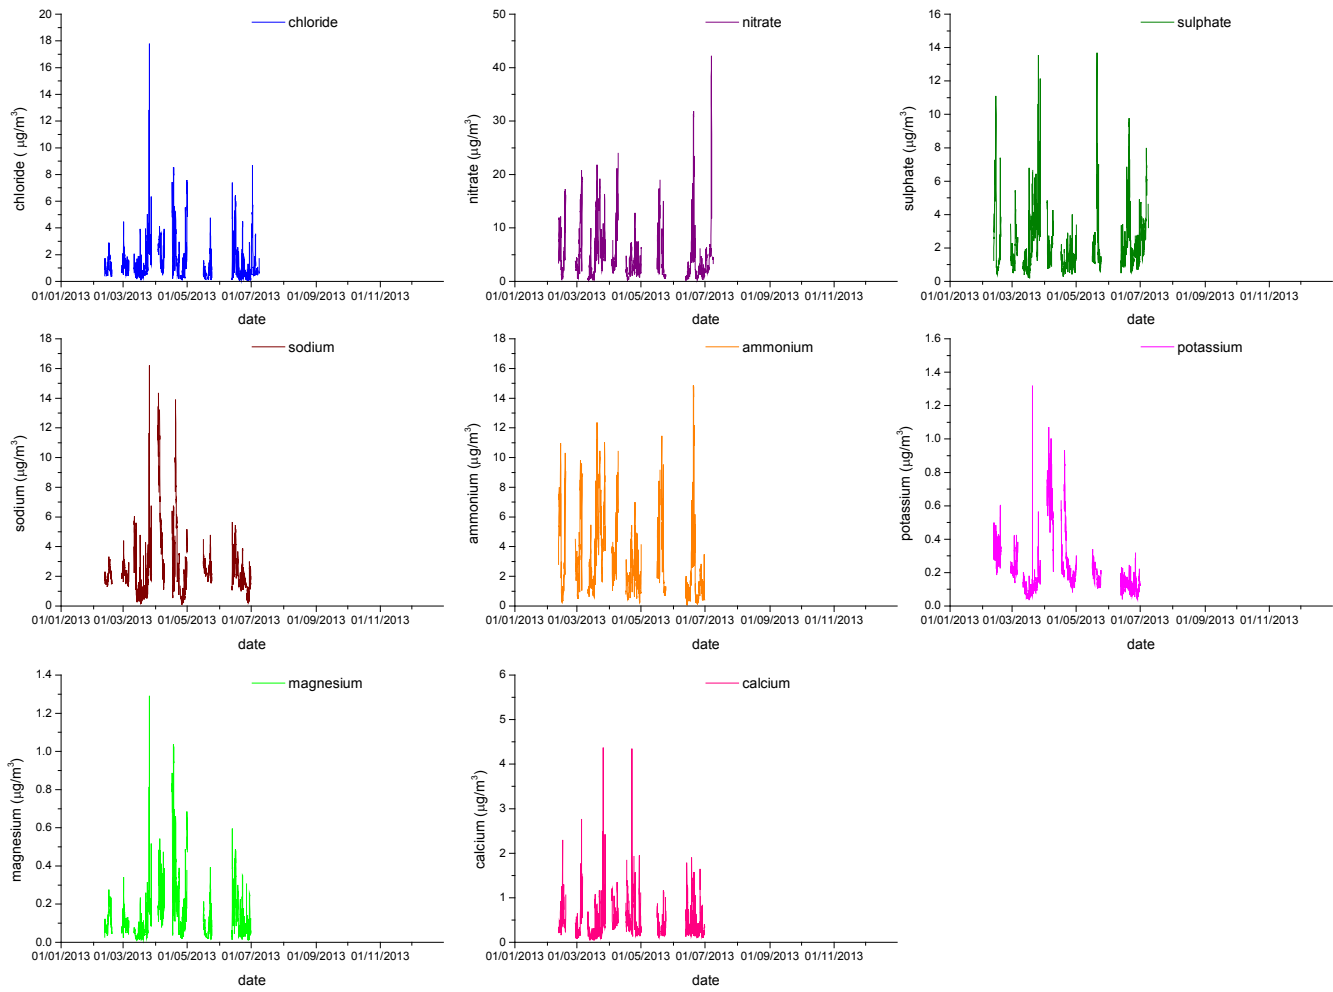 chloride
20
18
16
14
12
10
8
6
4
2
0
chloride ( μg/m³)
01/01/2013 01/03/2013 01/05/2013 01/07/2013 01/09/2013 01/11/2013
date
nitrate
50
40
30
20
10
0
nitrate (μg/m³)
01/01/2013 01/03/2013 01/05/2013 01/07/2013 01/09/2013 01/11/2013
date
sulphate
16
14
12
10
8
6
4
2
0
sulphate (μg/m³)
01/01/2013 01/03/2013 01/05/2013 01/07/2013 01/09/2013 01/11/2013
date
sodium
18
16
14
12
10
8
6
4
2
0
sodium (μg/m³)
01/01/2013 01/03/2013 01/05/2013 01/07/2013 01/09/2013 01/11/2013
date
ammonium
18
16
14
12
10
8
6
4
2
0
ammonium (μg/m³)
01/01/2013 01/03/2013 01/05/2013 01/07/2013 01/09/2013 01/11/2013
date
potassium
1.6
1.4
1.2
1.0
0.8
0.6
0.4
0.2
0.0
potassium (μg/m³)
01/01/2013 01/03/2013 01/05/2013 01/07/2013 01/09/2013 01/11/2013
date
magnesium
1.4
1.2
1.0
0.8
0.6
0.4
0.2
0.0
magnesium (μg/m³)
01/01/2013 01/03/2013 01/05/2013 01/07/2013 01/09/2013 01/11/2013
date
calcium
6
5
4
3
2
1
0
calcium (μg/m³)
01/01/2013 01/03/2013 01/05/2013 01/07/2013 01/09/2013 01/11/2013
date